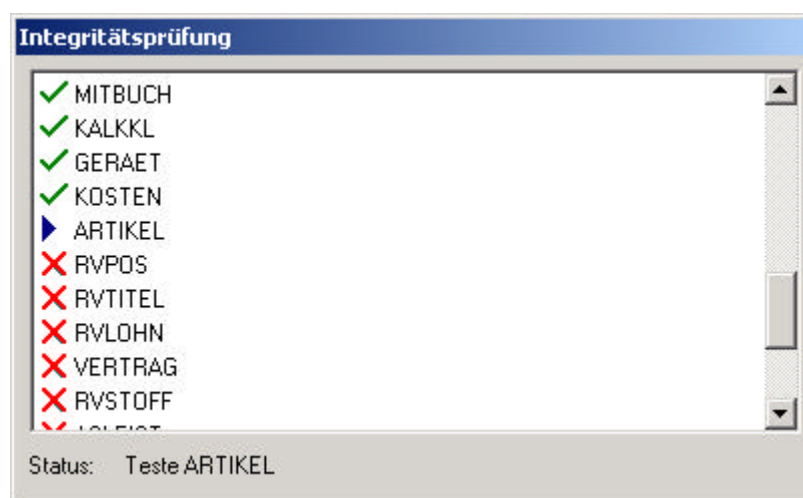 Integritätsprüfung
MITBUCH
KALKKL
GERAET
KOSTEN
ARTIKEL
RVPOS
RVTITEL
RVLOHN
VERTRAG
RVSTOFF
Status: Teste ARTIKEL